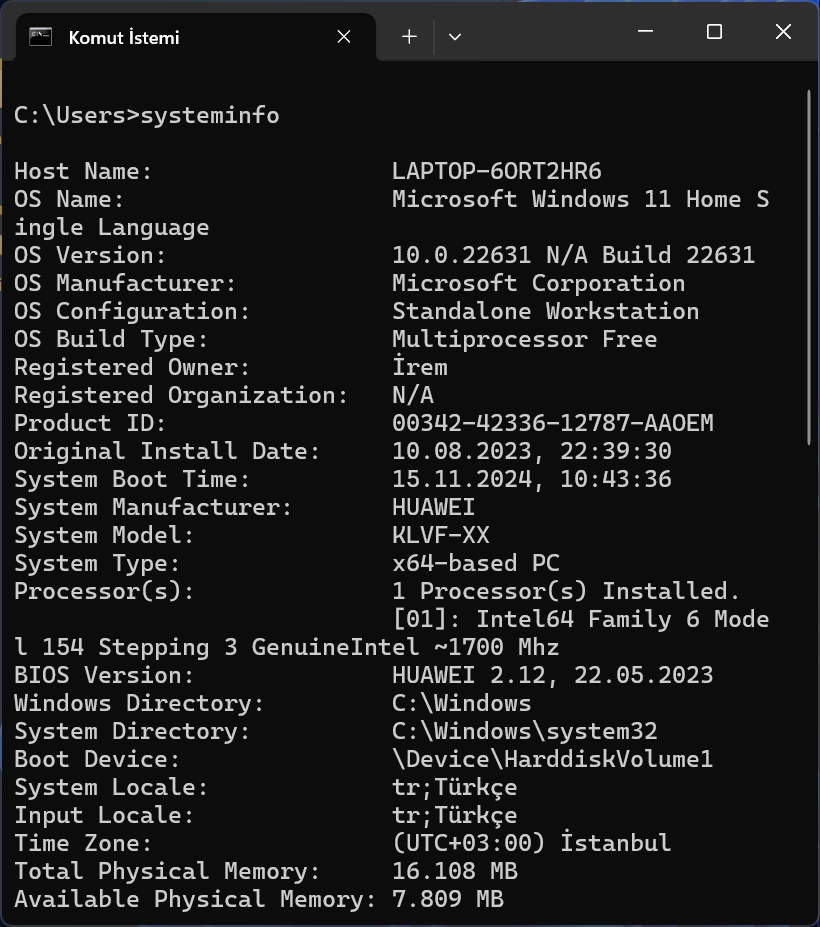 Komut İstemi
C:\Users>systeminfo
Host Name: LAPTOP-6ORT2HR6
OS Name: Microsoft Windows 11 Home S
ingle Language
OS Version: 10.0.22631 N/A Build 22631
OS Manufacturer: Microsoft Corporation
OS Configuration: Standalone Workstation
OS Build Type: Multiprocessor Free
Registered Owner: İrem
Registered Organization: N/A
Product ID: 00342-42336-12787-AAOEM
Original Install Date: 10.08.2023, 22:39:30
System Boot Time: 15.11.2024, 10:43:36
System Manufacturer: HUAWEI
System Model: KLVF-XX
System Type: x64-based PC
Processor(s): 1 Processor(s) Installed.
[01]: Intel64 Family 6 Mode
l 154 Stepping 3 GenuineIntel ~1700 Mhz
BIOS Version: HUAWEI 2.12, 22.05.2023
Windows Directory: C:\Windows
System Directory: C:\Windows\system32
Boot Device: \Device\HarddiskVolume1
System Locale: tr;Türkçe
Input Locale: tr;Türkçe
Time Zone: (UTC+03:00) İstanbul
Total Physical Memory: 16.108 MB
Available Physical Memory: 7.809 MB